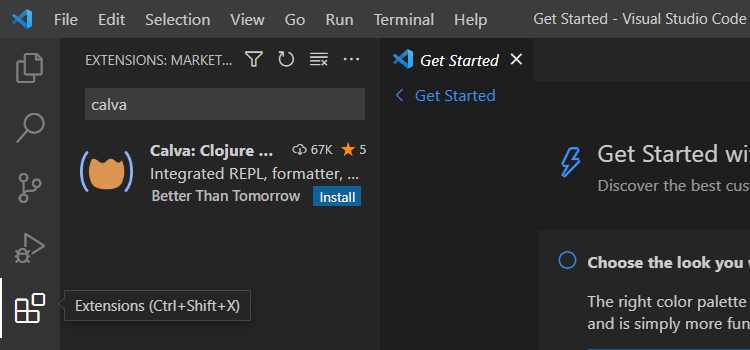 File Edit Selection View Go Run Terminal Help Get Started - Visual Studio Code
EXTENSIONS: MARKET...
calva
Calva: Clojure ... 67K 5
Integrated REPL, formatter, ...
Better Than Tomorrow Install
Extensions (Ctrl+Shift+X)
Get Started
Get Started
Get Started wi
Discover the best cus
Choose the look you
The right color palette
and is simply more fun